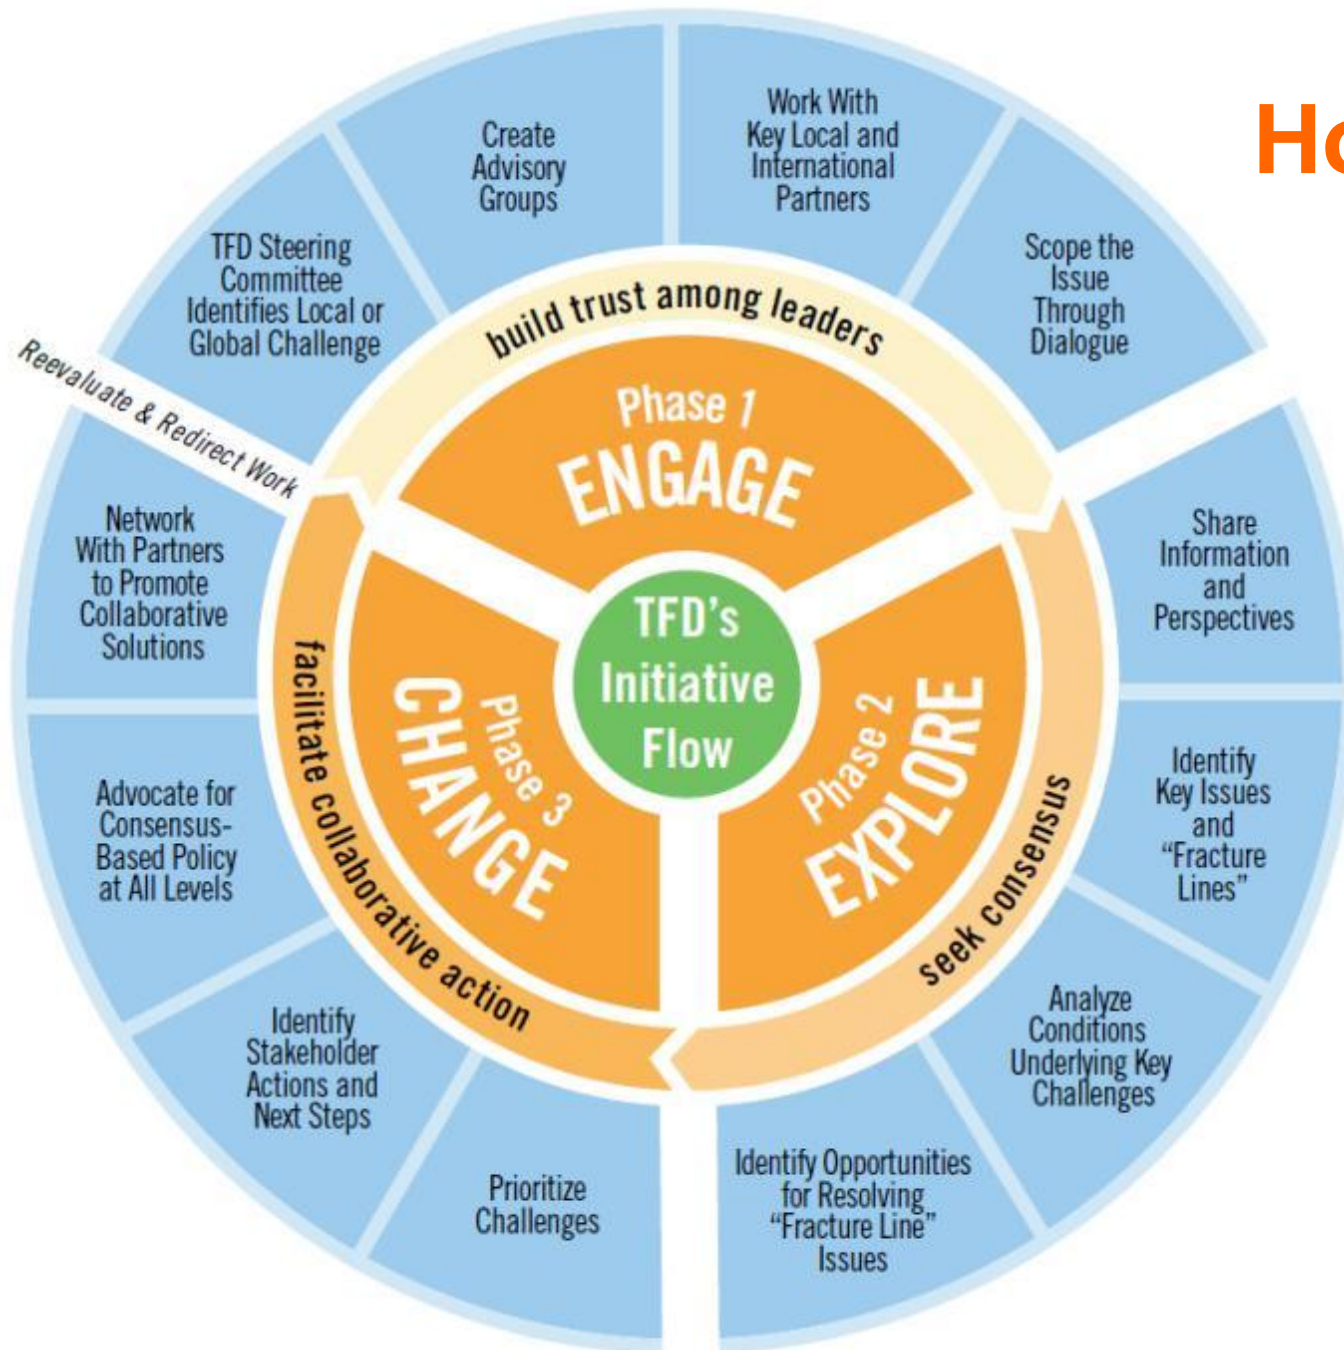 Ho
Create
Advisory
Groups
Work With
Key Local and
International
Partners
TFD Steering
Committee
Identifies Local or
Global Challenge
Scope the
Issue
Through
Dialogue
build trust among leaders
Reevaluate & Redirect Work
Phase 1
ENGAGE
Share
Information
and
Perspectives
Network
With Partners
to Promote
Collaborative
Solutions
TFD's
Initiative
Flow
Phase 2
EXPLORE
seek consensus
Phase 3
CHANGE
facilitate collaborative action
Identify
Key Issues
and
“Fracture
Lines”
Advocate for
Consensus-
Based Policy
at All Levels
Analyze
Conditions
Underlying Key
Challenges
Identify
Stakeholder
Actions and
Next Steps
Identify Opportunities
for Resolving
“Fracture Line”
Issues
Prioritize
Challenges